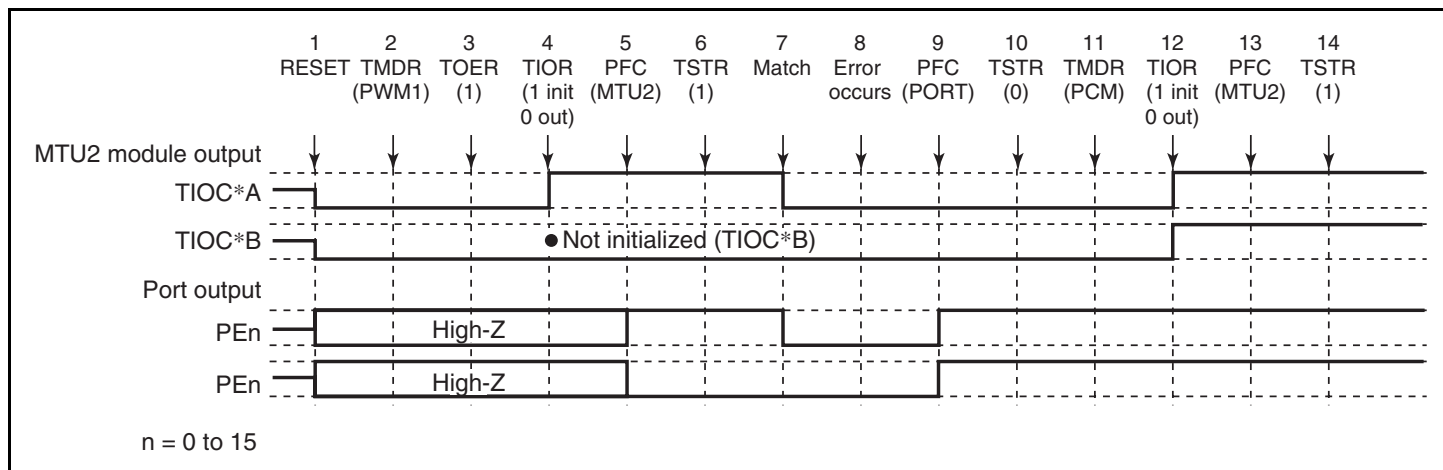 1 2 3 4 5 6 7 8 9 10 11 12 13 14
RESET TMDR TOER TIOR PFC TSTR Match Error PFC TSTR TMDR TIOR PFC TSTR
(PWM1) (1) (1 init (MTU2) (1) occurs (PORT) (0) (PCM) (1 init (MTU2) (1)
0 out) 0 out)
MTU2 module output
TIOC*A
TIOC*B
● Not initialized (TIOC*B)
Port output
PEn
High-Z
PEn
High-Z
n = 0 to 15